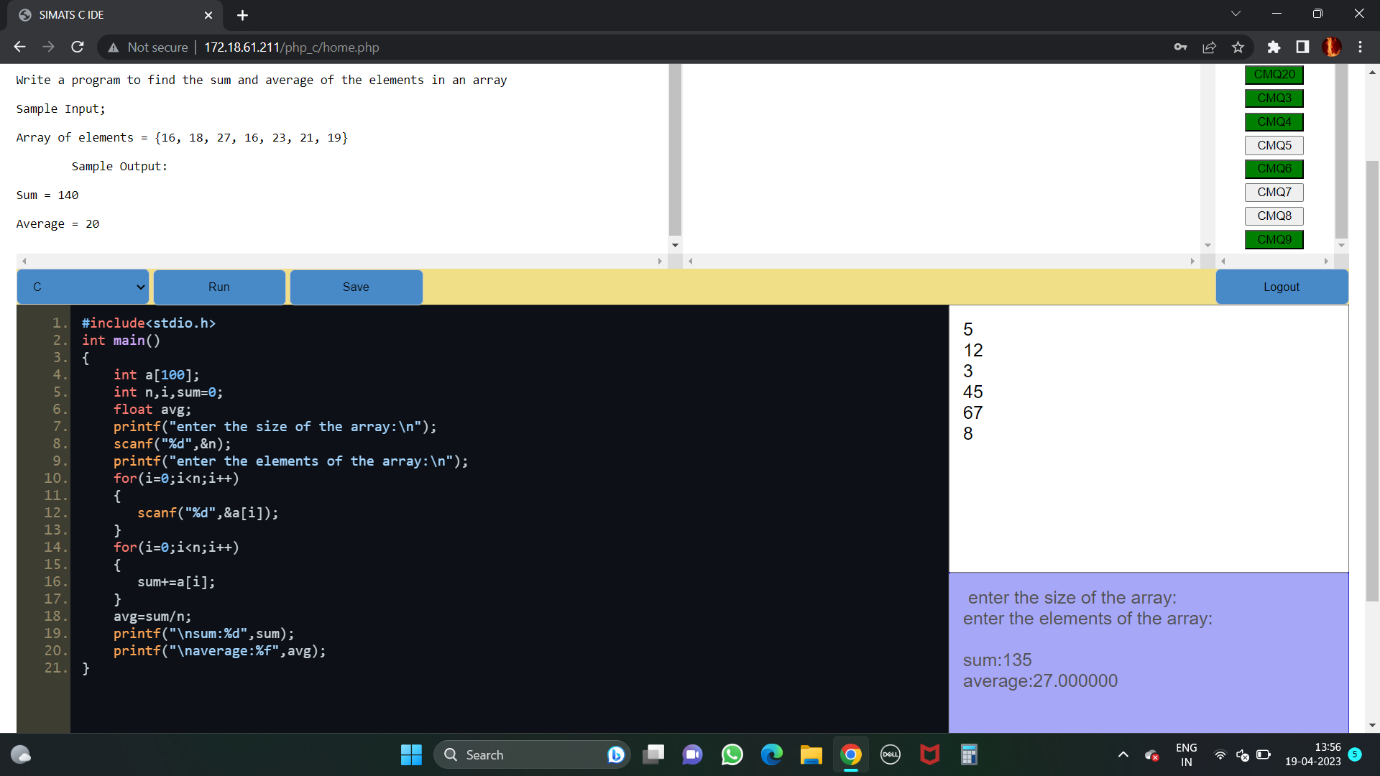 SIMATS C IDE
Not secure | 172.18.61.211/php_c/home.php
Write a program to find the sum and average of the elements in an array
Sample Input;
Array of elements = {16, 18, 27, 16, 23, 21, 19}
Sample Output:
Sum = 140
Average = 20
CMQ20
CMQ3
CMQ4
CMQ5
CMQ6
CMQ7
CMQ8
CMQ9
C
Run
Save
Logout
1. #include<stdio.h>
2. int main()
3. {
4. int a[100];
5. int n,i,sum=0;
6. float avg;
7. printf("enter the size of the array:\n");
8. scanf("%d",&n);
9. printf("enter the elements of the array:\n");
10. for(i=0;i<n;i++)
11. {
12. scanf("%d",&a[i]);
13. }
14. for(i=0;i<n;i++)
15. {
16. sum+=a[i];
17. }
18. avg=sum/n;
19. printf("\nsum:%d",sum);
20. printf("\naverage:%f",avg);
21. }
5
12
3
45
67
8
enter the size of the array:
enter the elements of the array:
sum:135
average:27.000000
Search
DELL
ENG
IN
13:56
19-04-2023
5